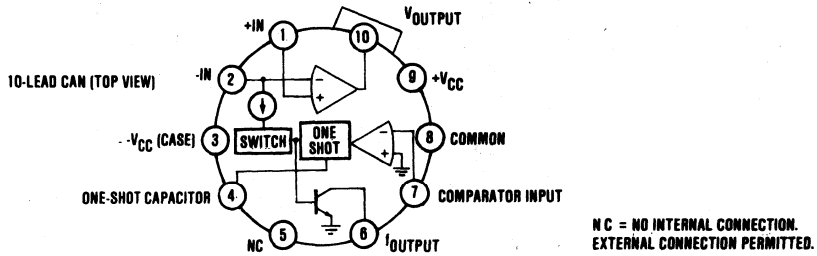 +IN
VOUTPUT
1
10
10-LEAD CAN (TOP VIEW)
-IN
2
-
+
9
+VCC
--VCC (CASE)
3
SWITCH
ONE
SHOT
-
+
8
COMMON
ONE-SHOT CAPACITOR
4
7
COMPARATOR INPUT
NC
5
6
fOUTPUT
NC = NO INTERNAL CONNECTION.
EXTERNAL CONNECTION PERMITTED.